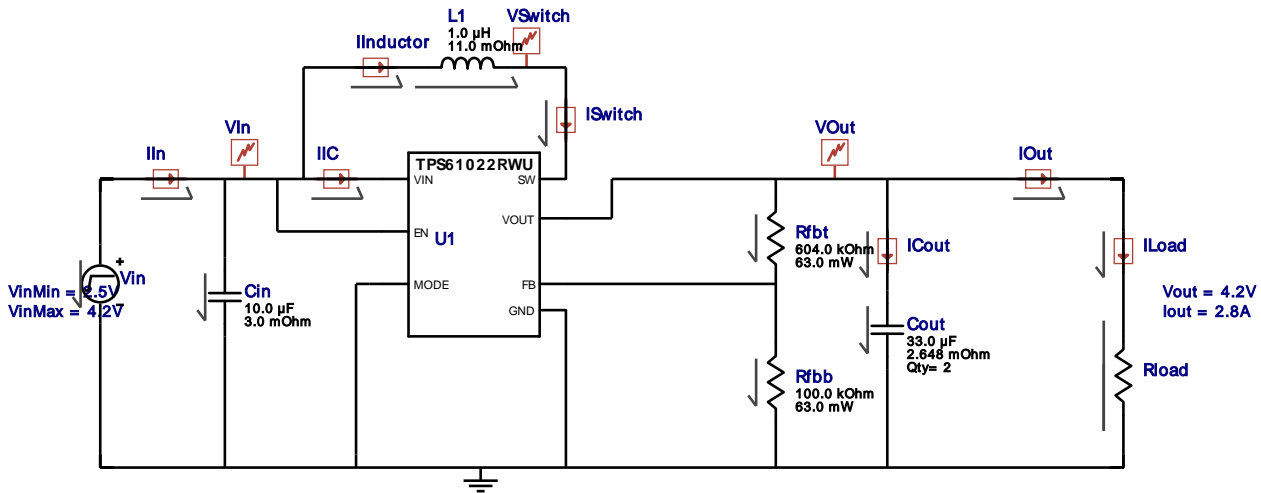 L1
1.0 µH
11.0 mOhm
VSwitch
IInductor
ISwitch
VIn
IIn
IIC
TPS61022RWU
VIN
SW
VOUT
EN
U1
MODE
FB
GND
VOut
IOut
Rfbt
604.0 kOhm
63.0 mW
ICout
ILoad
+
Vin
-
VinMin = 2.5V
VinMax = 4.2V
Cin
10.0 µF
3.0 mOhm
Vout = 4.2V
Iout = 2.8A
Cout
33.0 µF
2.648 mOhm
Qty= 2
Rfbb
100.0 kOhm
63.0 mW
Rload